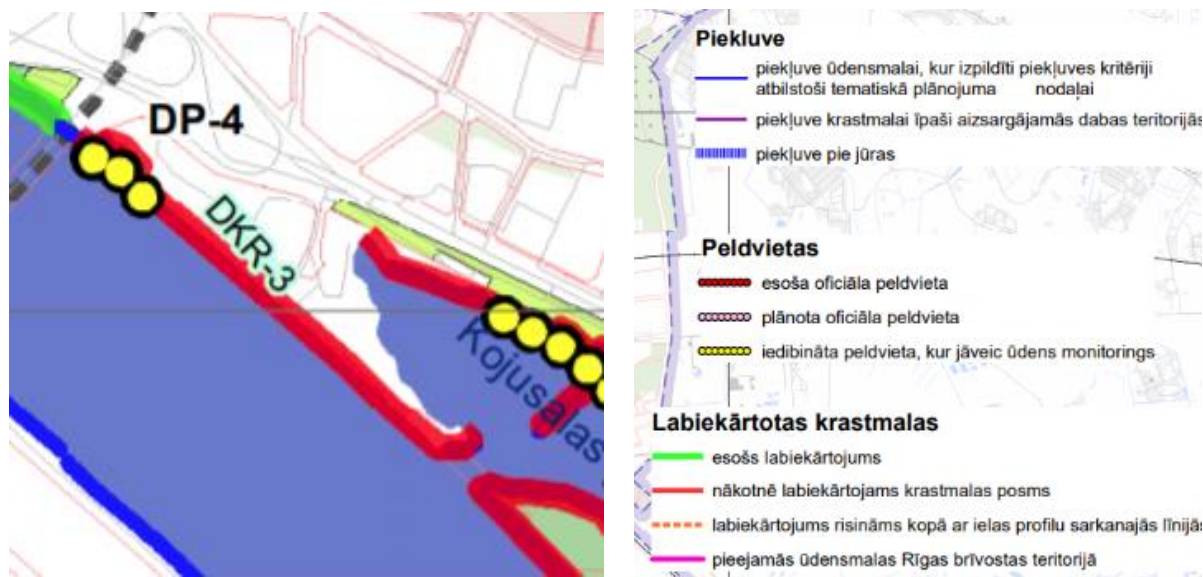 DP-4
DKR-3
Kojusalas
Piekluve
piekļuve ūdensmalai, kur izpildīti piekļuves kritēriji
atbilstoši tematiskā plānojuma nodaļai
piekļuve krastmalai īpaši aizsargājamās dabas teritorijās
piekļuve pie jūras
Peldvietas
esoša oficiāla peldvieta
plānota oficiāla peldvieta
iedibināta peldvieta, kur jāveic ūdens monitorings
Labiekārtotas krastmalas
esošs labiekārtojums
nākotnē labiekārtojams krastmalas posms
labiekārtojums risināms kopā ar ielas profilu sarkanajās līnijās
pieejamās ūdensmalas Rīgas brīvostas teritorijā